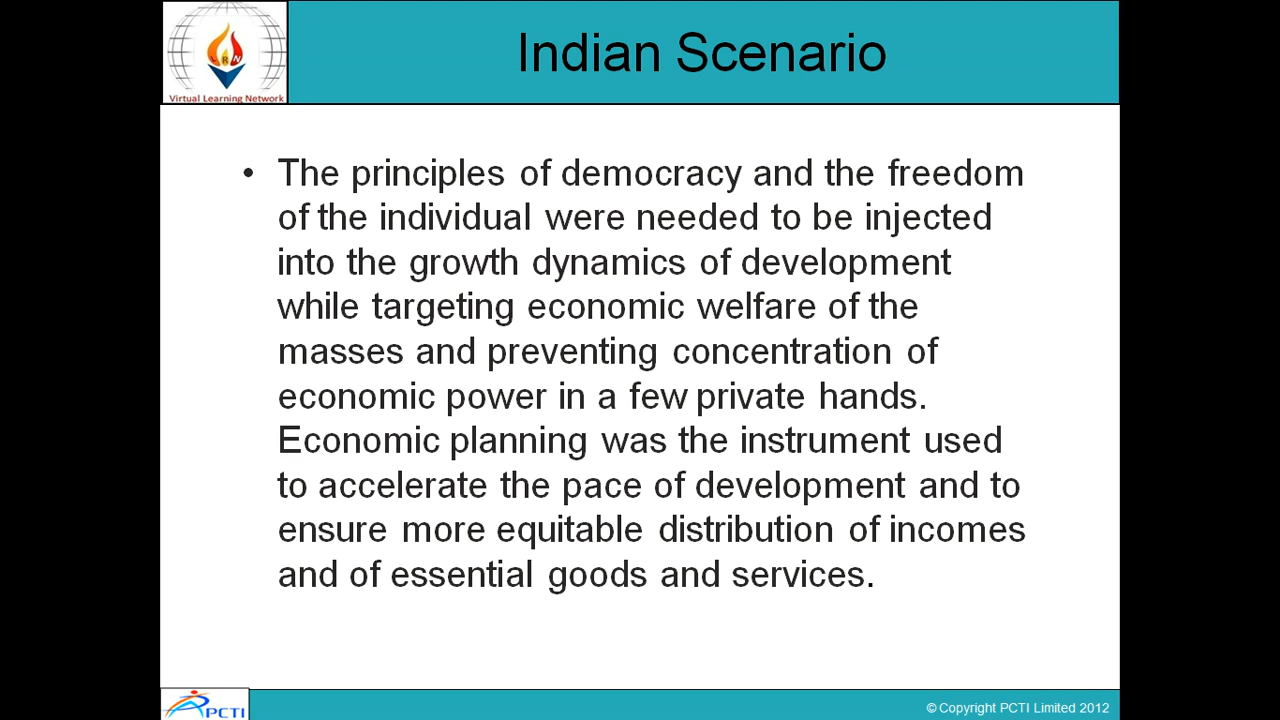 Indian Scenario
LRN
Virtual Learning Network
• The principles of democracy and the freedom
of the individual were needed to be injected
into the growth dynamics of development
while targeting economic welfare of the
masses and preventing concentration of
economic power in a few private hands.
Economic planning was the instrument used
to accelerate the pace of development and to
ensure more equitable distribution of incomes
and of essential goods and services.
PCTI
© Copyright PCTI Limited 2012